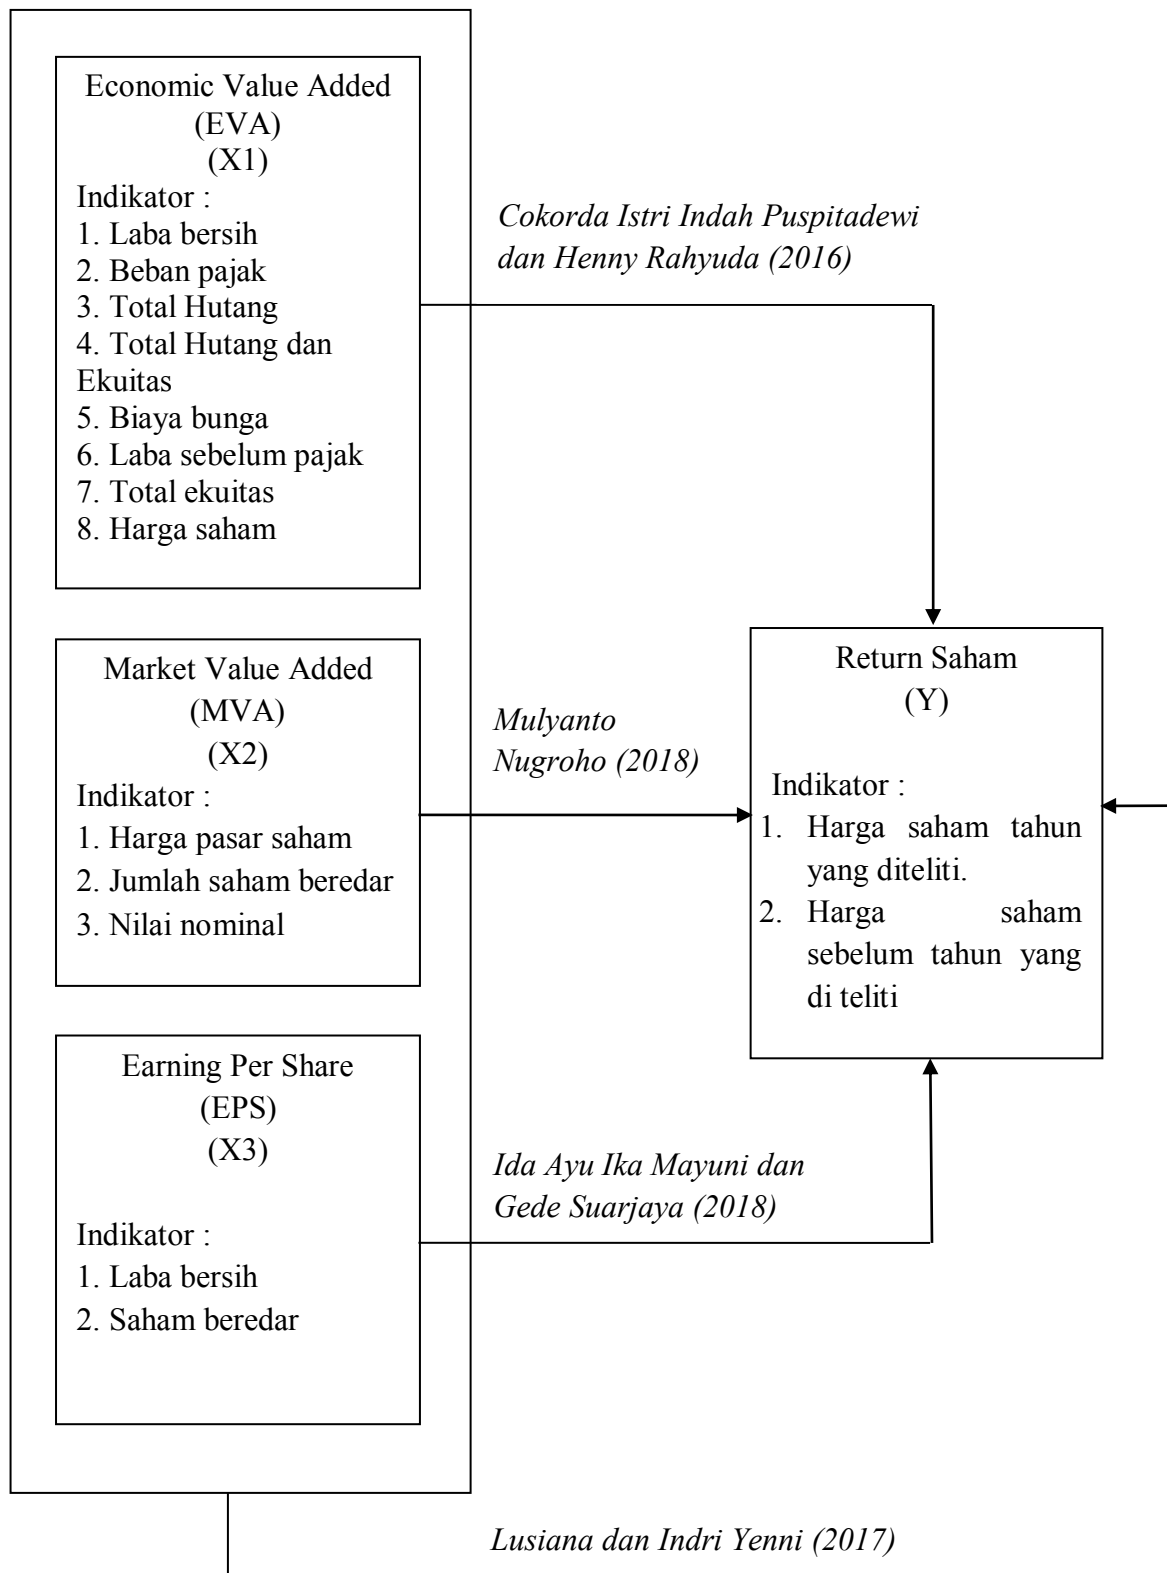 Economic Value Added
(EVA)
(X1)
Indikator :
1. Laba bersih
2. Beban pajak
3. Total Hutang
4. Total Hutang dan
Ekuitas
5. Biaya bunga
6. Laba sebelum pajak
7. Total ekuitas
8. Harga saham
Cokorda Istri Indah Puspitadewi
dan Henny Rahyuda (2016)
Market Value Added
(MVA)
(X2)
Indikator :
1. Harga pasar saham
2. Jumlah saham beredar
3. Nilai nominal
Mulyanto
Nugroho (2018)
Return Saham
(Y)
Indikator :
1. Harga saham tahun
yang diteliti.
2. Harga saham
sebelum tahun yang
di teliti
Earning Per Share
(EPS)
(X3)
Indikator :
1. Laba bersih
2. Saham beredar
Ida Ayu Ika Mayuni dan
Gede Suarjaya (2018)
Lusiana dan Indri Yenni (2017)